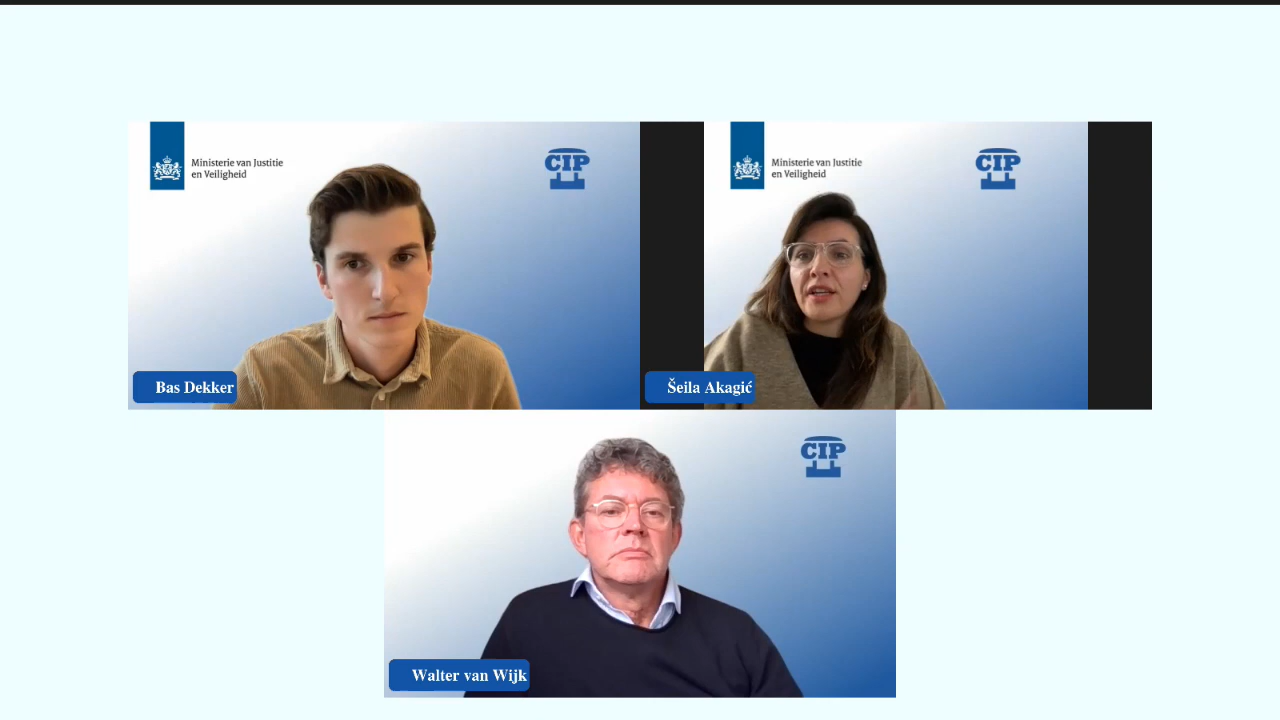 Ministerie van Justitie
en Veiligheid
CIP
Bas Dekker
Ministerie van Justitie
en Veiligheid
CIP
Šeila Akagić
CIP
Walter van Wijk